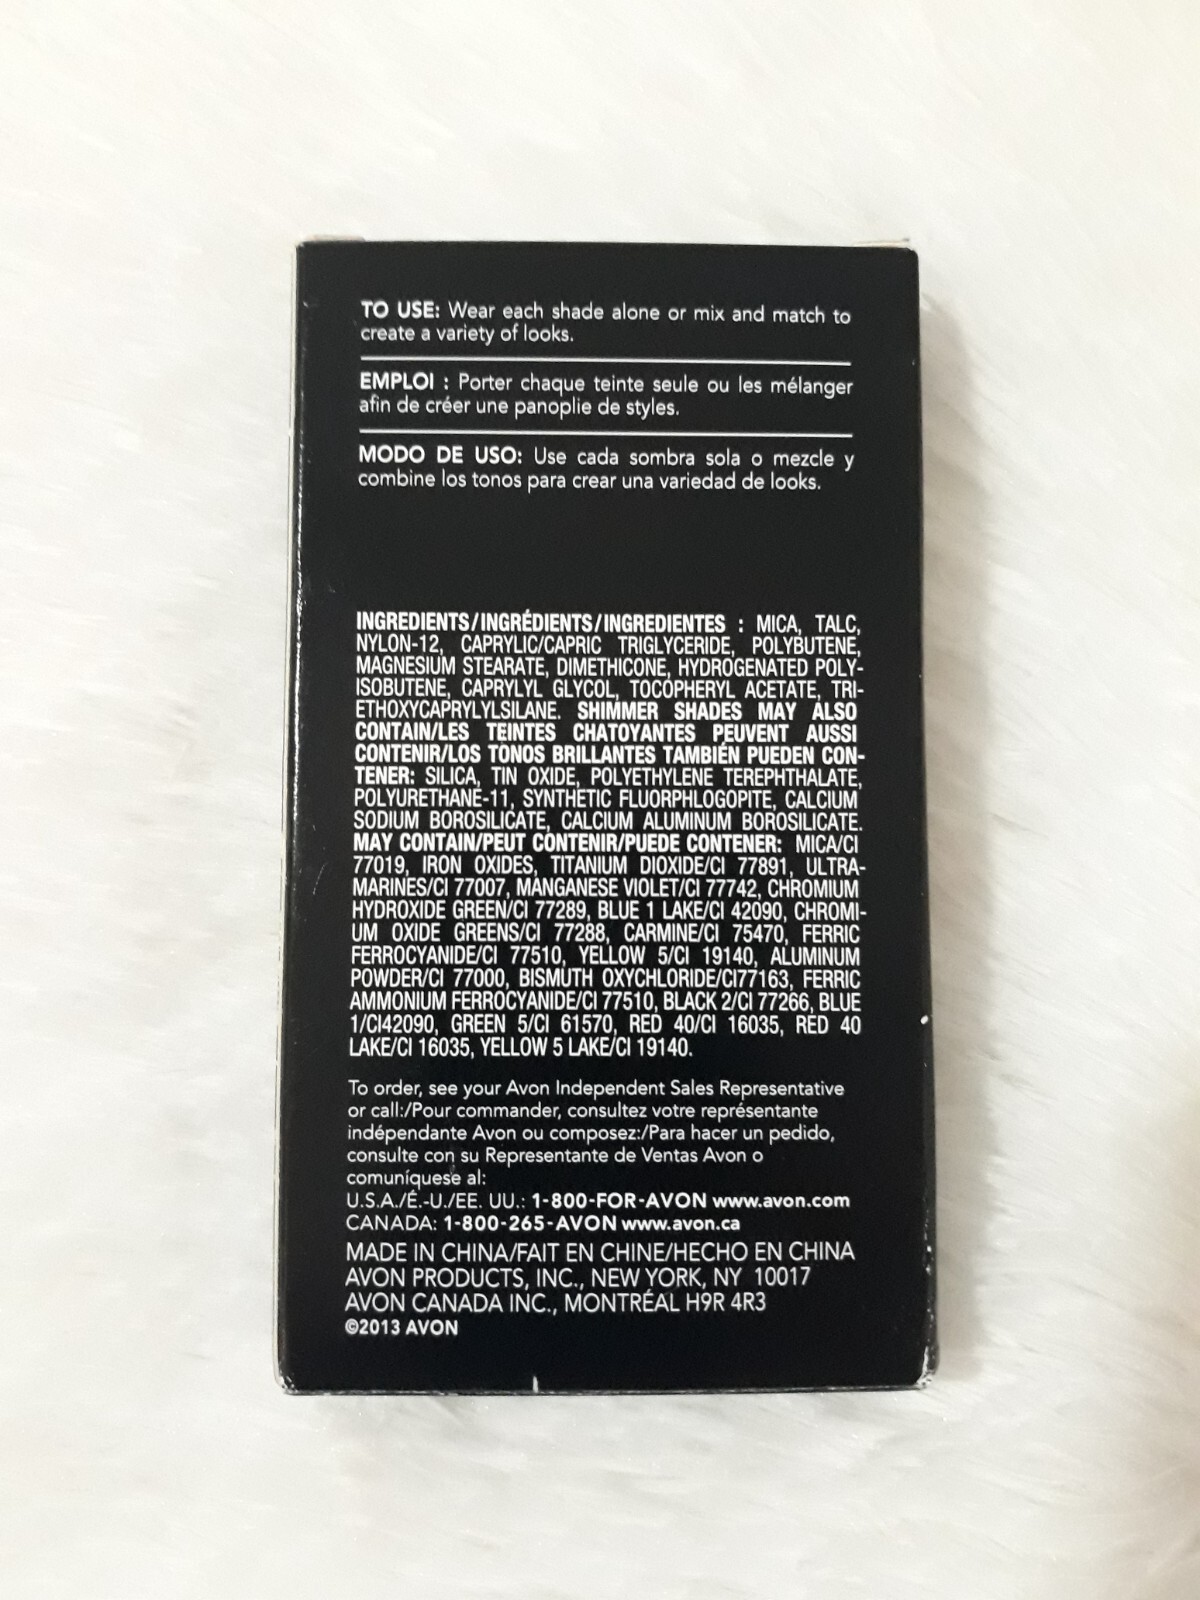 TO USE: Wear each shade alone or mix and match to
create a variety of looks.
EMPLOI : Porter chaque teinte seule ou les mélanger
afin de créer une panoplie de styles.
MODO DE USO: Use cada sombra sola o mezcle y
combine los tonos para crear una variedad de looks.
INGREDIENTS/INGRÉDIENTS/INGREDIENTES : MICA, TALC,
NYLON-12, CAPRYLIC/CAPRIC TRIGLYCERIDE, POLYBUTENE,
MAGNESIUM STEARATE, DIMETHICONE, HYDROGENATED POLY-
ISOBUTENE, CAPRYLYL GLYCOL, TOCOPHERYL ACETATE, TRI-
ETHOXYCAPRYLYLSILANE. SHIMMER SHADES MAY ALSO
CONTAIN/LES TEINTES CHATOYANTES PEUVENT AUSSI
CONTENIR/LOS TONOS BRILLANTES TAMBIÉN PUEDEN CON-
TENER: SILICA, TIN OXIDE, POLYETHYLENE TEREPHTHALATE,
POLYURETHANE-11, SYNTHETIC FLUORPHLOGOPITE, CALCIUM
SODIUM BOROSILICATE, CALCIUM ALUMINUM BOROSILICATE.
MAY CONTAIN/PEUT CONTENIR/PUEDE CONTENER: MICA/CI
77019, IRON OXIDES, TITANIUM DIOXIDE/CI 77891, ULTRA-
MARINES/CI 77007, MANGANESE VIOLET/CI 77742, CHROMIUM
HYDROXIDE GREEN/CI 77289, BLUE 1 LAKE/CI 42090, CHROMI-
UM OXIDE GREENS/CI 77288, CARMINE/CI 75470, FERRIC
FERROCYANIDE/CI 77510, YELLOW 5/CI 19140, ALUMINUM
POWDER/CI 77000, BISMUTH OXYCHLORIDE/CI77163, FERRIC
AMMONIUM FERROCYANIDE/CI 77510, BLACK 2/CI 77266, BLUE
1/CI42090, GREEN 5/CI 61570, RED 40/CI 16035, RED 40
LAKE/CI 16035, YELLOW 5 LAKE/CI 19140.
To order, see your Avon Independent Sales Representative
or call:/Pour commander, consultez votre représentante
indépendante Avon ou composez:/Para hacer un pedido,
consulte con su Representante de Ventas Avon o
comuníquese al:
U.S.A./É.-U./EE. UU.: 1-800-FOR-AVON www.avon.com
CANADA: 1-800-265-AVON www.avon.ca
MADE IN CHINA/FAIT EN CHINE/HECHO EN CHINA
AVON PRODUCTS, INC., NEW YORK, NY 10017
AVON CANADA INC., MONTRÉAL H9R 4R3
©2013 AVON